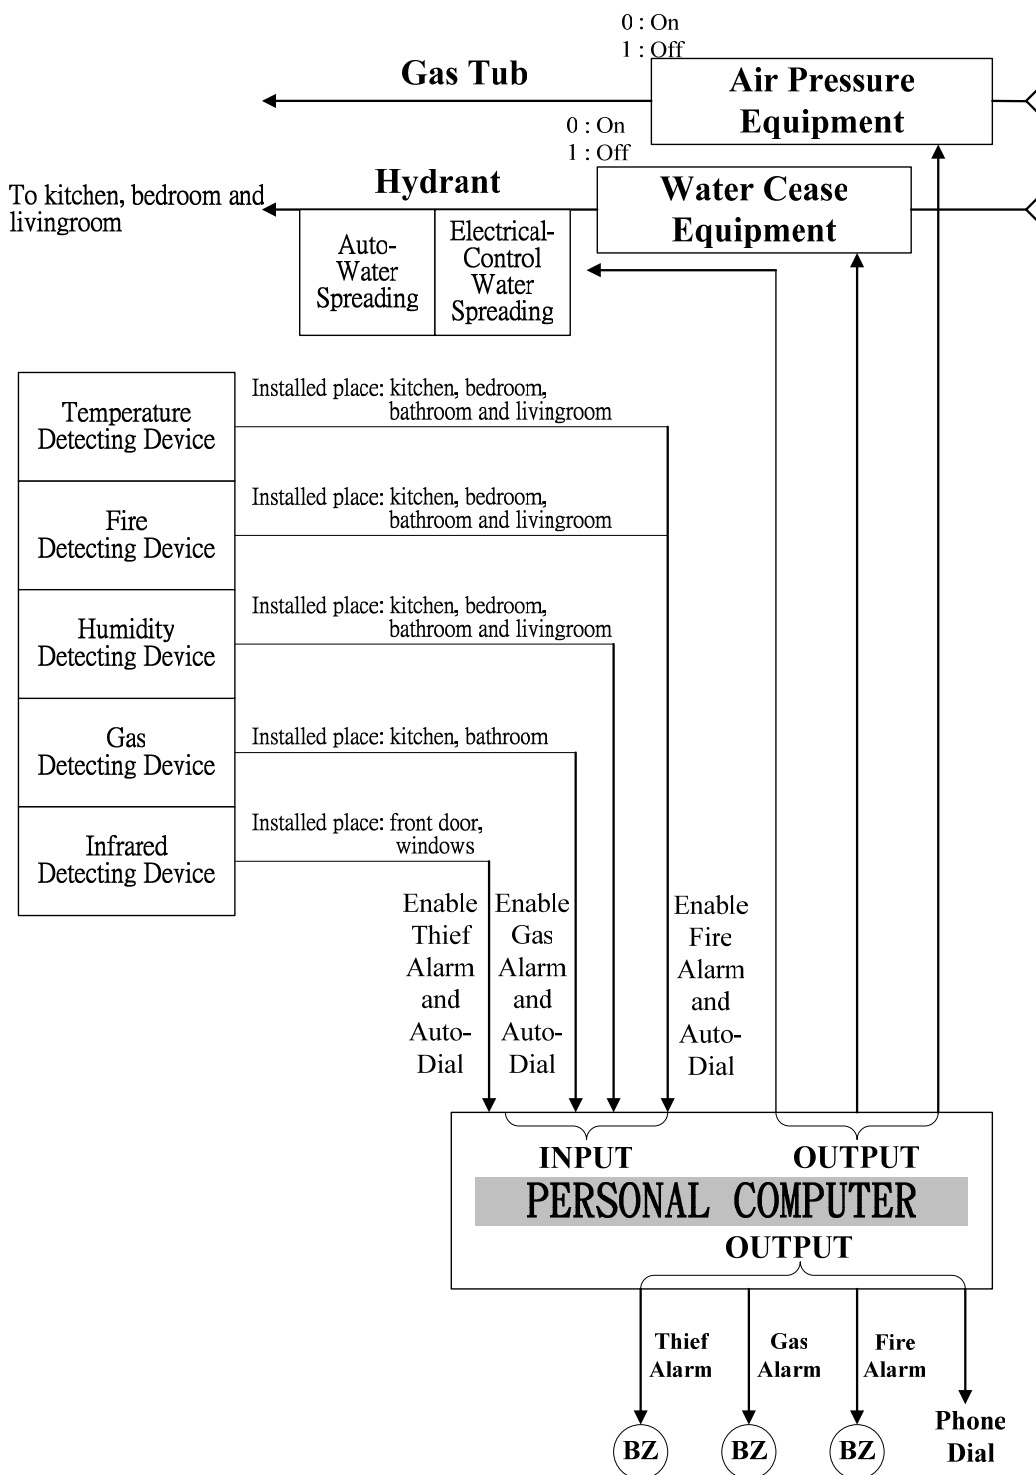 0 : On
1 : Off
Gas Tub
Air Pressure
Equipment
0 : On
1 : Off
To kitchen, bedroom and
livingroom
Hydrant
Water Cease
Equipment
Auto-
Water
Spreading
Electrical-
Control
Water
Spreading
Temperature
Detecting Device
Installed place: kitchen, bedroom,
bathroom and livingroom
Fire
Detecting Device
Installed place: kitchen, bedroom,
bathroom and livingroom
Humidity
Detecting Device
Installed place: kitchen, bedroom,
bathroom and livingroom
Gas
Detecting Device
Installed place: kitchen, bathroom
Infrared
Detecting Device
Installed place: front door,
windows
Enable
Thief
Alarm
and
Auto-
Dial
Enable
Gas
Alarm
and
Auto-
Dial
Enable
Fire
Alarm
and
Auto-
Dial
INPUT
OUTPUT
PERSONAL COMPUTER
OUTPUT
Thief
Alarm
Gas
Alarm
Fire
Alarm
Phone
Dial
BZ
BZ
BZ